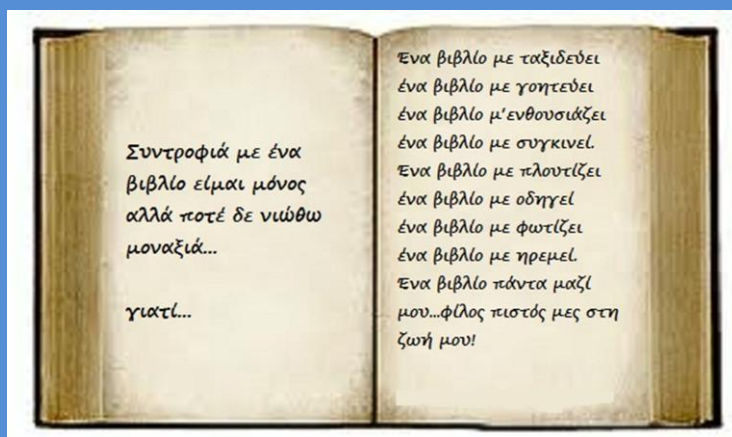 Συντροφιά με ένα
βιβλίο είμαι μόνος
αλλά ποτέ δε νιώθω
μοναξιά...
γιατί...
Ένα βιβλίο με ταξιδεύει
ένα βιβλίο με γοητεύει
ένα βιβλίο μ'ενθουσιάζει
ένα βιβλίο με συγκινεί.
Ένα βιβλίο με πλουτίζει
ένα βιβλίο με οδηγεί
ένα βιβλίο με φωτίζει
ένα βιβλίο με ηρεμεί.
Ένα βιβλίο πάντα μαζί
μου...φίλος πιστός μες στη
ζωή μου!